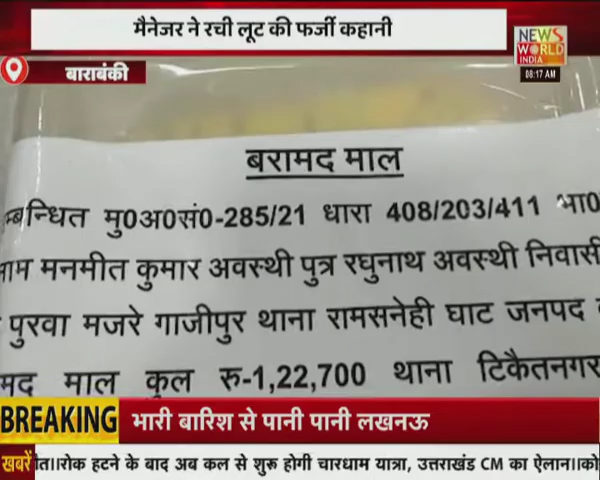 मैनेजर ने रची लूट की फर्जी कहानी
NEWS
WORLD
INDIA
08:17 AM
बाराबंकी
बरामद माल
म्बन्धित मु0अ0सं0-285/21 धारा 408/203/411 भा0
नाम मनमीत कुमार अवस्थी पुत्र रघुनाथ अवस्थी निवासी
पुरवा मजरे गाजीपुर थाना रामसनेही घाट जनपद
मद माल कुल रु-1,22,700 थाना टिकैतनगर
BREAKING भारी बारिश से पानी पानी लखनऊ
खबरें ात।।रोक हटने के बाद अब कल से शुरू होगी चारधाम यात्रा, उत्तराखंड CM का ऐलान।।को